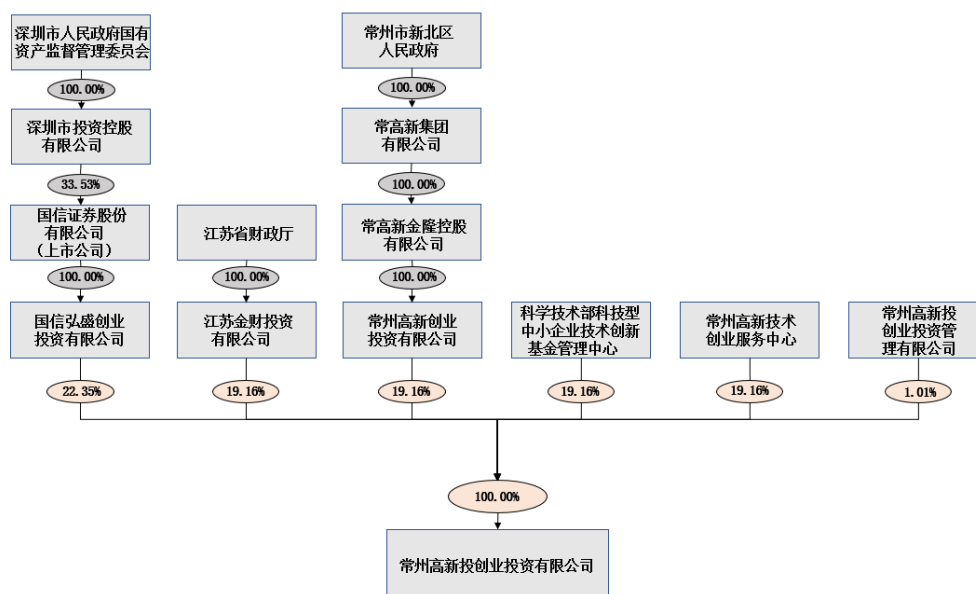 深圳市人民政府国有
资产监督管理委员会
常州市新北区
人民政府
100.00%
100.00%
深圳市投资控股
有限公司
常高新集团
有限公司
33.53%
100.00%
国信证券股份
有限公司
（上市公司）
江苏省财政厅
常高新金隆控股
有限公司
100.00%
100.00%
100.00%
国信弘盛创业
投资有限公司
江苏金财投资
有限公司
常州高新创业
投资有限公司
科学技术部科技型
中小企业技术创新
基金管理中心
常州高新技术
创业服务中心
常州高新投
创业投资管
理有限公司
22.35%
19.16%
19.16%
19.16%
19.16%
1.01%
100.00%
常州高新投创业投资有限公司